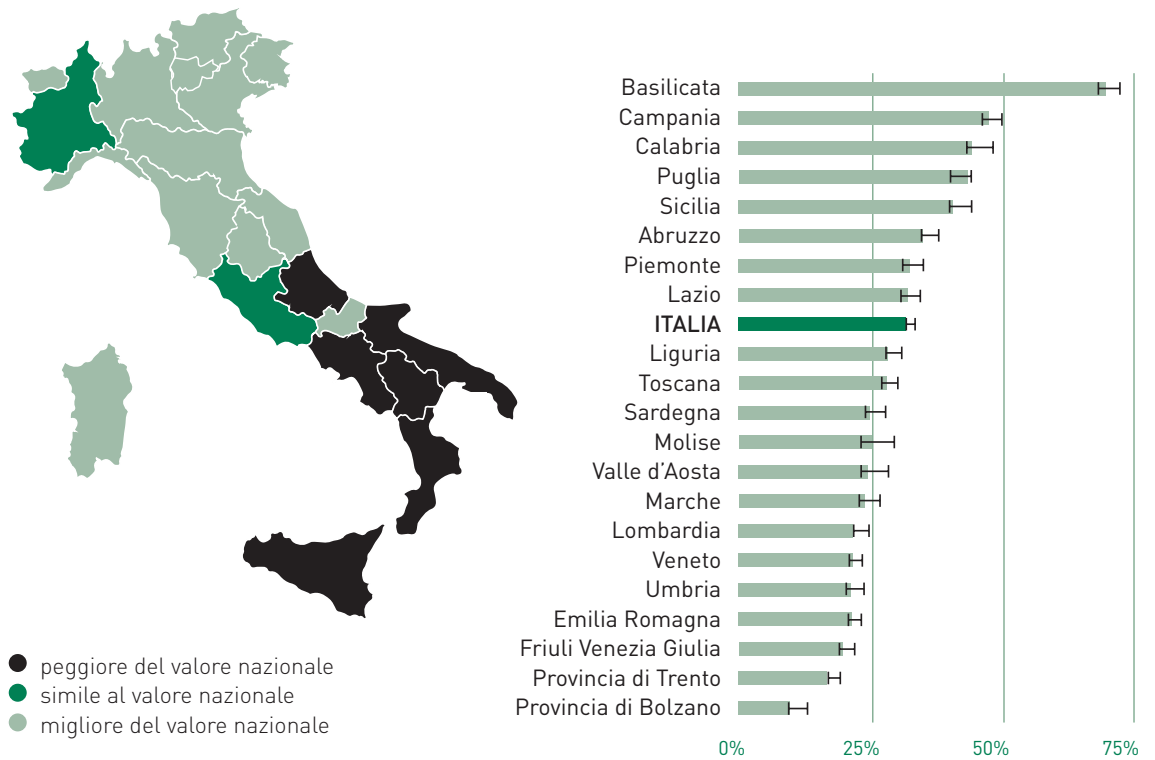 Basilicata
Campania
Calabria
Puglia
Sicilia
Abruzzo
Piemonte
Lazio
ITALIA
Liguria
Toscana
Sardegna
Molise
Valle d’Aosta
Marche
Lombardia
Veneto
Umbria
Emilia Romagna
Friuli Venezia Giulia
Provincia di Trento
Provincia di Bolzano
0% 25% 50% 75%
peggiore del valore nazionale
simile al valore nazionale
migliore del valore nazionale